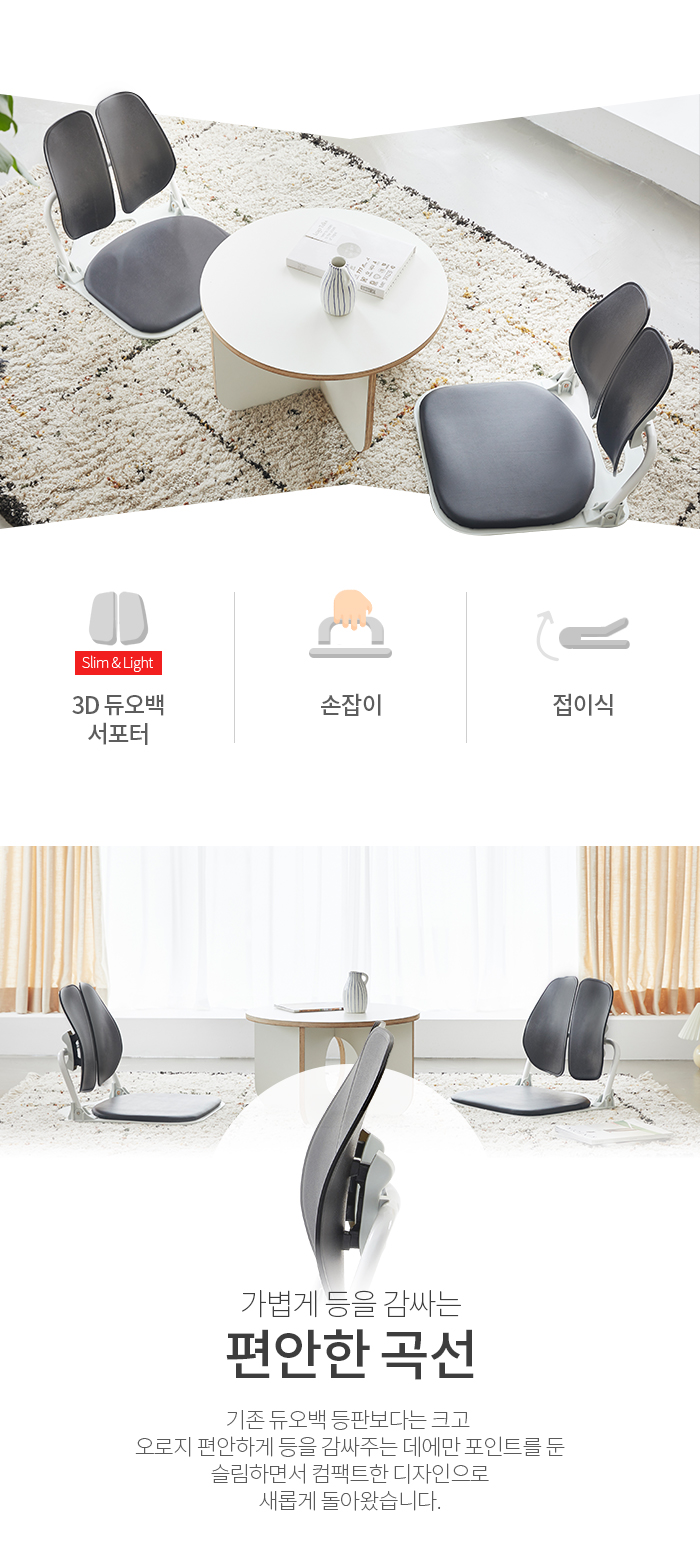 Slim & Light
3D 듀오백
서포터
손잡이
접이식
가볍게 등을 감싸는
편안한 곡선
기존 듀오백 등판보다는 크고
오로지 편안하게 등을 감싸주는 데에만 포인트를 둔
슬림하면서 컴팩트한 디자인으로
새롭게 돌아왔습니다.